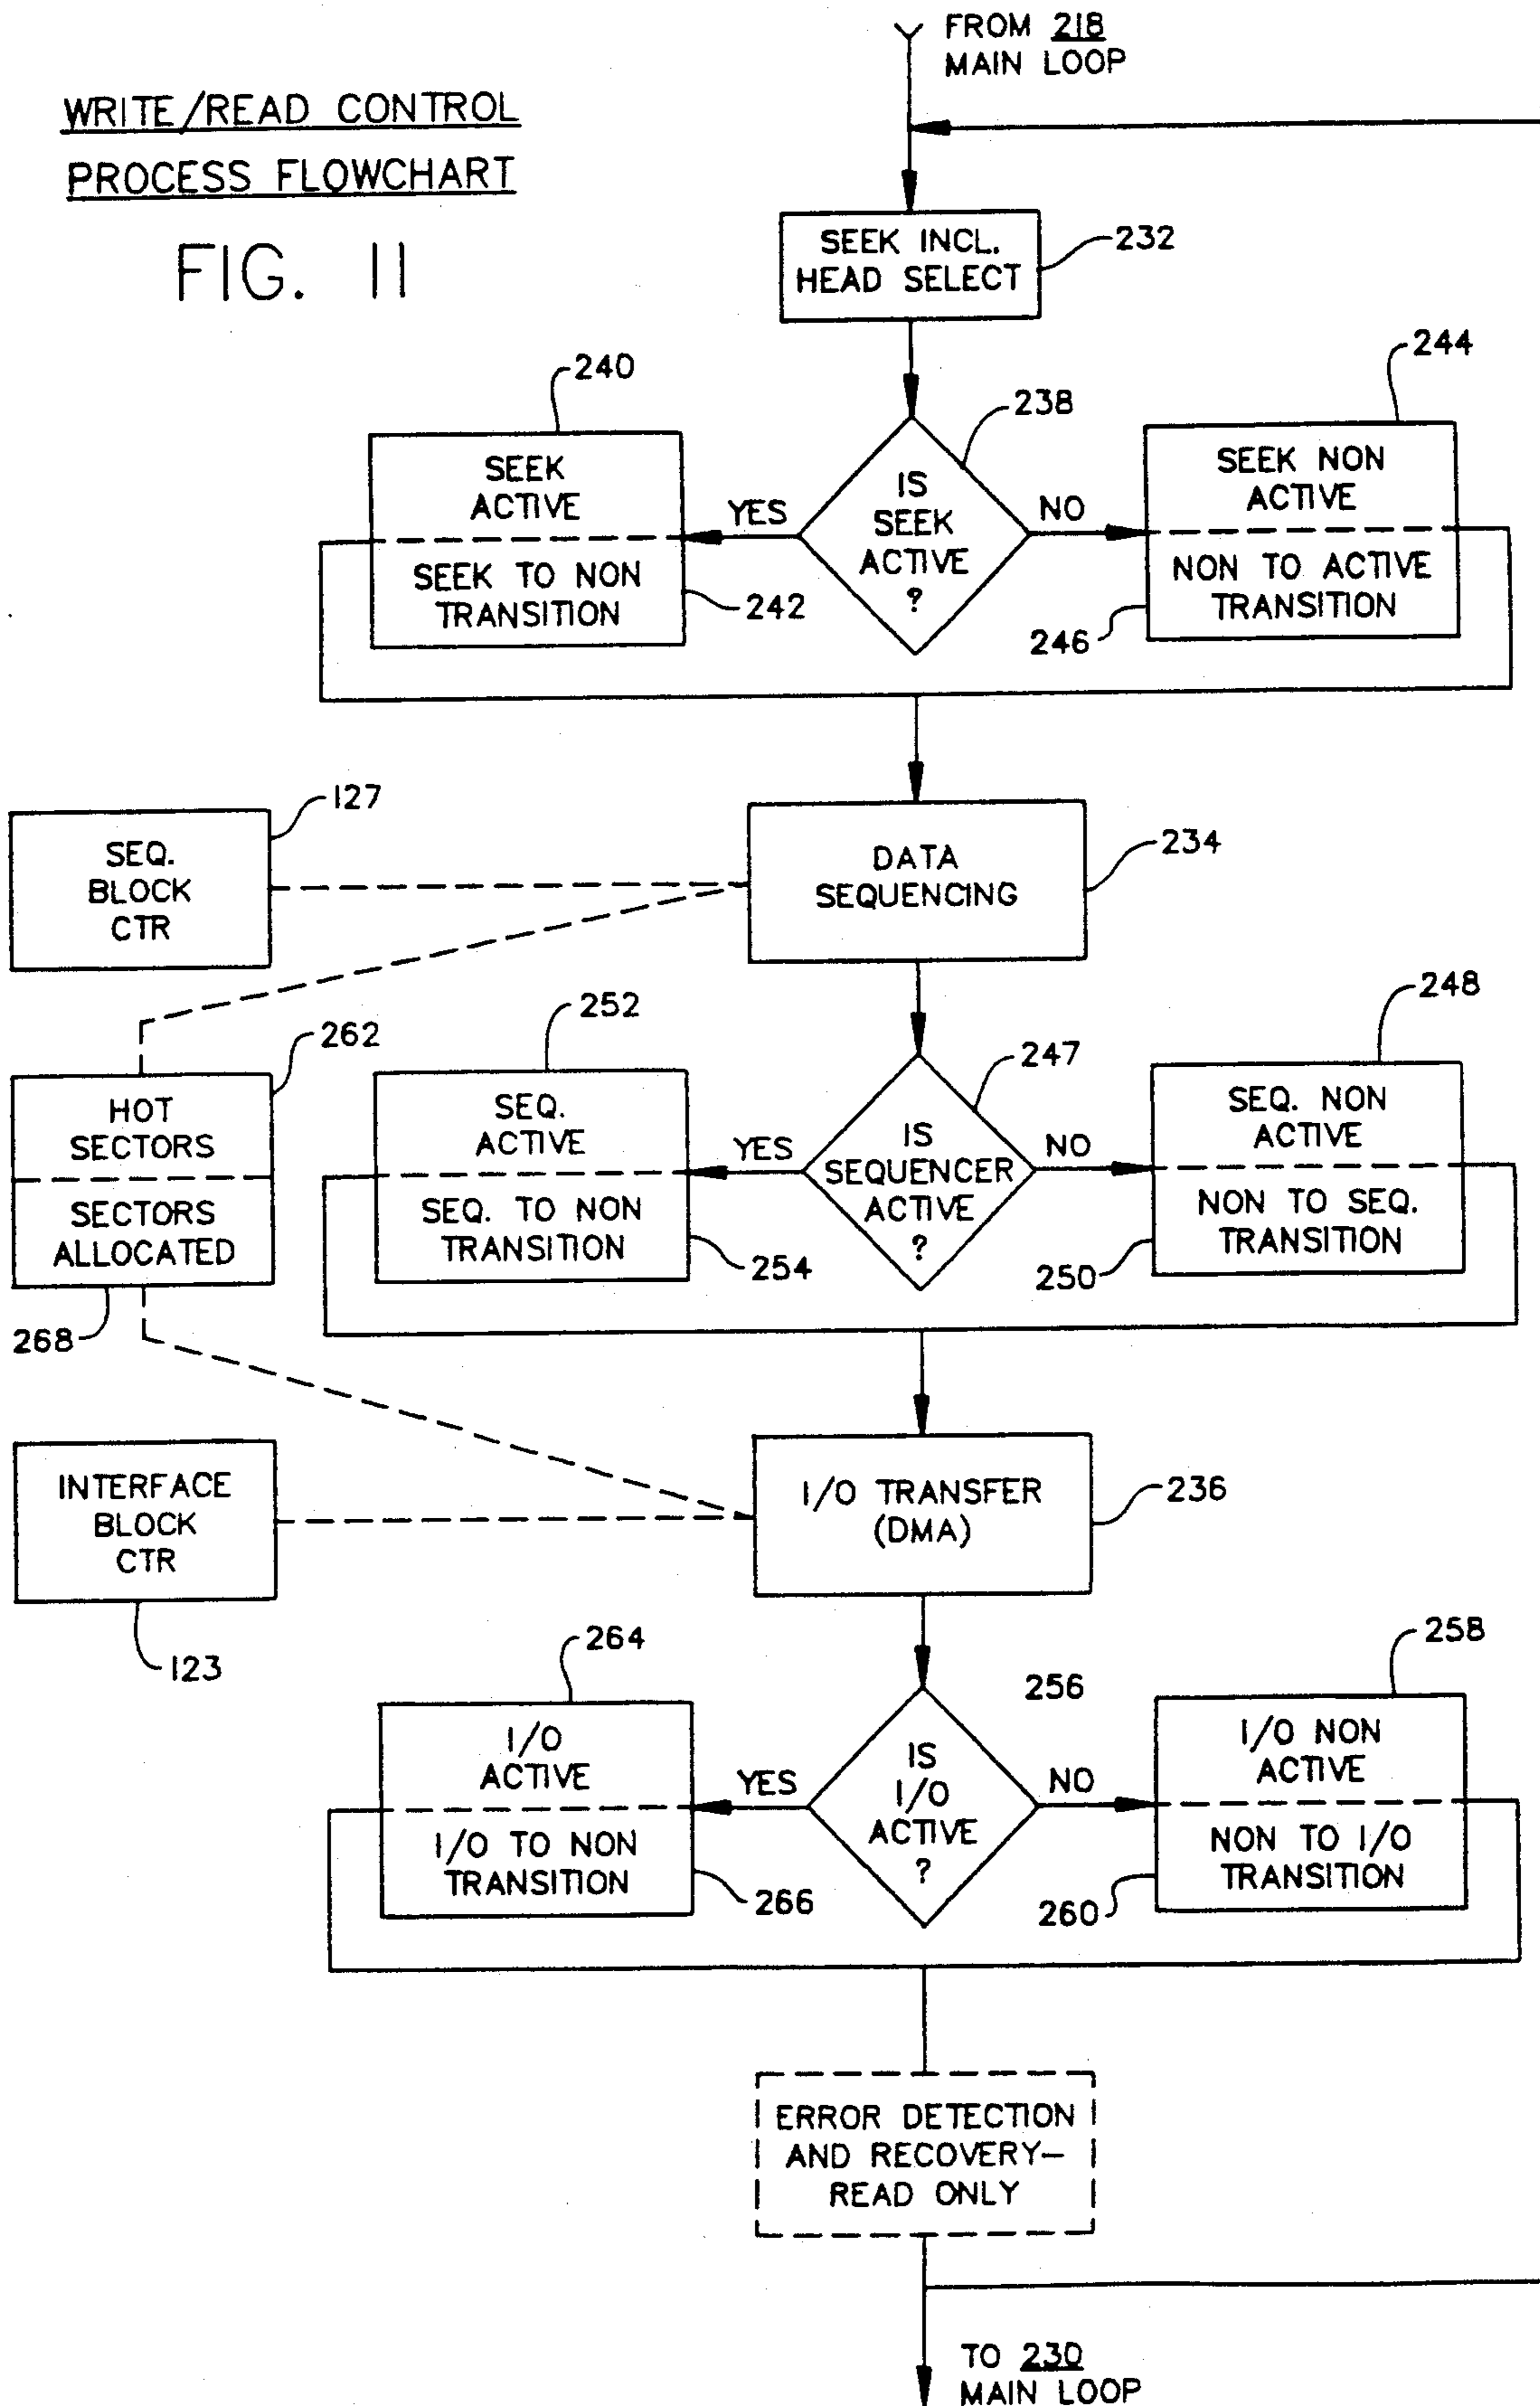 FROM 218
MAIN LOOP
WRITE/READ CONTROL
PROCESS FLOWCHART
FIG. 11
SEEK INCL.
HEAD SELECT
232
240
238
244
SEEK
ACTIVE
SEEK TO NON
TRANSITION
242
YES
IS
SEEK
ACTIVE
?
NO
SEEK NON
ACTIVE
NON TO ACTIVE
TRANSITION
246
127
SEQ.
BLOCK
CTR
DATA
SEQUENCING
234
262
HOT
SECTORS
SECTORS
ALLOCATED
268
252
247
248
SEQ.
ACTIVE
SEQ. TO NON
TRANSITION
254
YES
IS
SEQUENCER
ACTIVE
?
NO
SEQ. NON
ACTIVE
NON TO SEQ.
TRANSITION
250
INTERFACE
BLOCK
CTR
123
I/O TRANSFER
(DMA)
236
264
256
258
I/O
ACTIVE
I/O TO NON
TRANSITION
266
YES
IS
I/O
ACTIVE
?
NO
I/O NON
ACTIVE
NON TO I/O
TRANSITION
260
ERROR DETECTION
AND RECOVERY—
READ ONLY
TO 230
MAIN LOOP